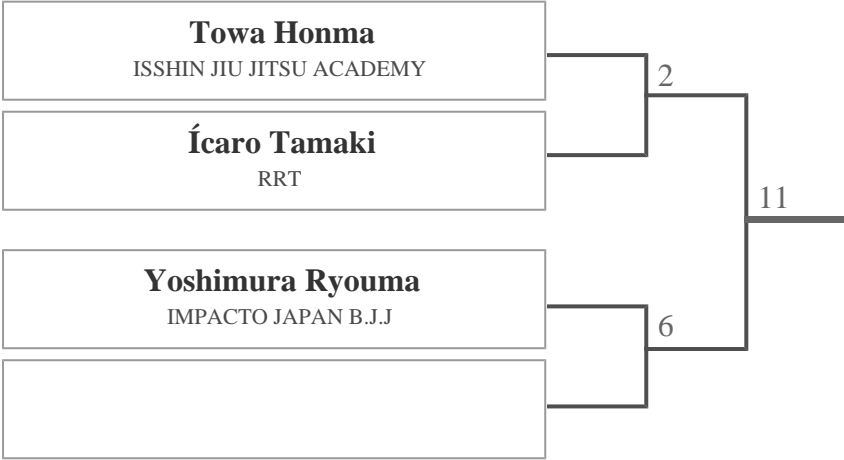 Towa Honma
ISSHIN JIU JITSU ACADEMY
2
Ícaro Tamaki
RRT
11
Yoshimura Ryouma
IMPACTO JAPAN B.J.J
6